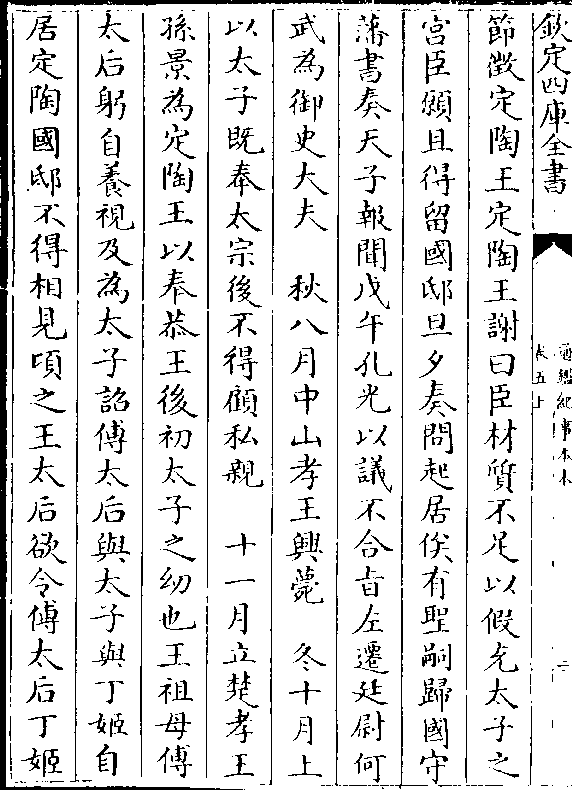 欽定四庫全書
通鑑紀事本末
卷五上
節徵定陶王定陶王謝曰臣材質不足以假充太子之
宮臣願且得留國邸旦夕奏問起居俟有聖嗣歸國守
藩書奏天子報聞戊午孔光以議不合㫖左遷廷尉何
武為御史大夫　秋八月中山孝王興薨　冬十月上
以太子既奉太宗後不得顧私親　十一月立楚孝王
孫景為定陶王以奉恭王後初太子之幼也王祖母傅
太后躬自養視及為太子詔傅太后與太子與丁姬自
居定陶國邸不得相見頃之王太后欲令傅太后丁姬